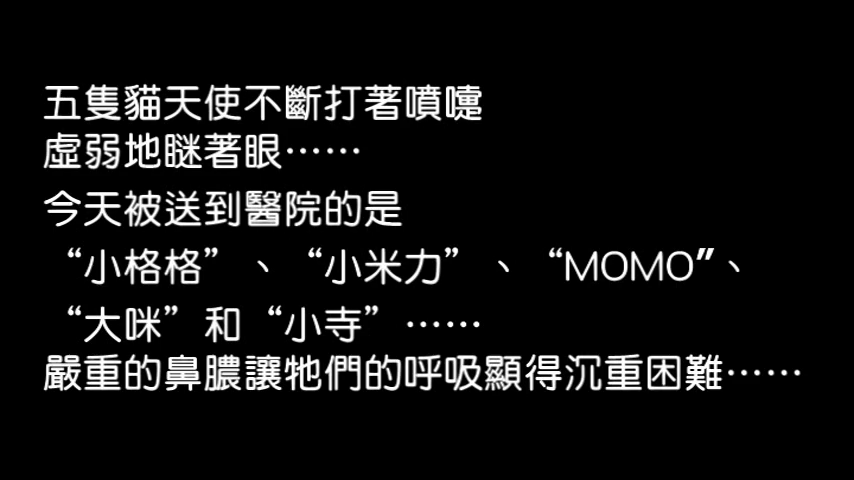 五隻貓天使不斷打著噴嚏
虛弱地瞇著眼……
今天被送到醫院的是
“小格格”、“小米力”、“MOMO”、
“大咪”和“小寺”……
嚴重的鼻膿讓牠們的呼吸顯得沉重困難……